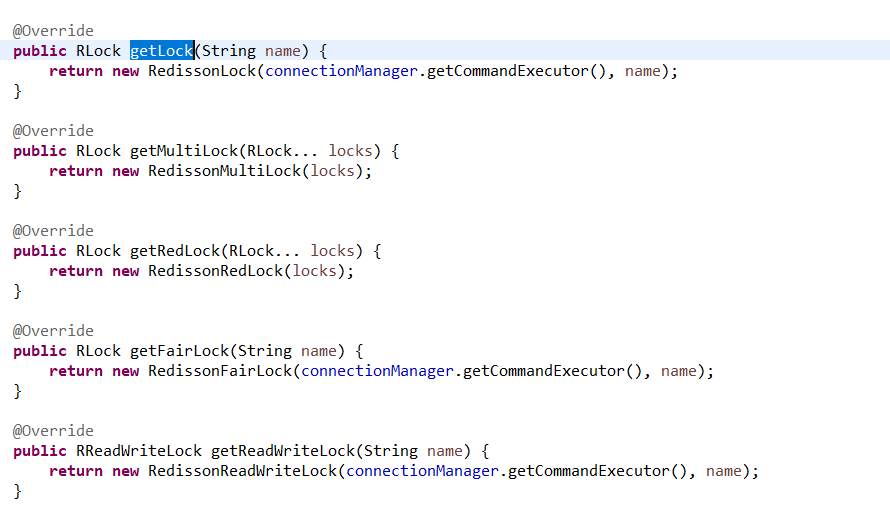 @Override
public RLock getLock(String name) {
    return new RedissonLock(connectionManager.getCommandExecutor(), name);
}
@Override
public RLock getMultiLock(RLock... locks) {
    return new RedissonMultiLock(locks);
}
@Override
public RLock getRedLock(RLock... locks) {
    return new RedissonRedLock(locks);
}
@Override
public RLock getFairLock(String name) {
    return new RedissonFairLock(connectionManager.getCommandExecutor(), name);
}
@Override
public RReadWriteLock getReadWriteLock(String name) {
    return new RedissonReadWriteLock(connectionManager.getCommandExecutor(), name);
}